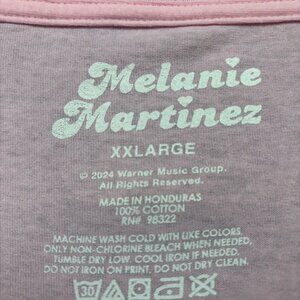 Melanie
Martinez
XXLARGE
© 2024 Warner Music Group.
All Rights Reserved.
MADE IN HONDURAS
100% COTTON
RN# 98322
MACHINE WASH COLD WITH LIKE COLORS,
ONLY NON-CHLORINE BLEACH WHEN NEEDED,
TUMBLE DRY LOW. COOL IRON IF NEEDED.
DO NOT IRON ON PRINT. DO NOT DRY CLEAN.
30